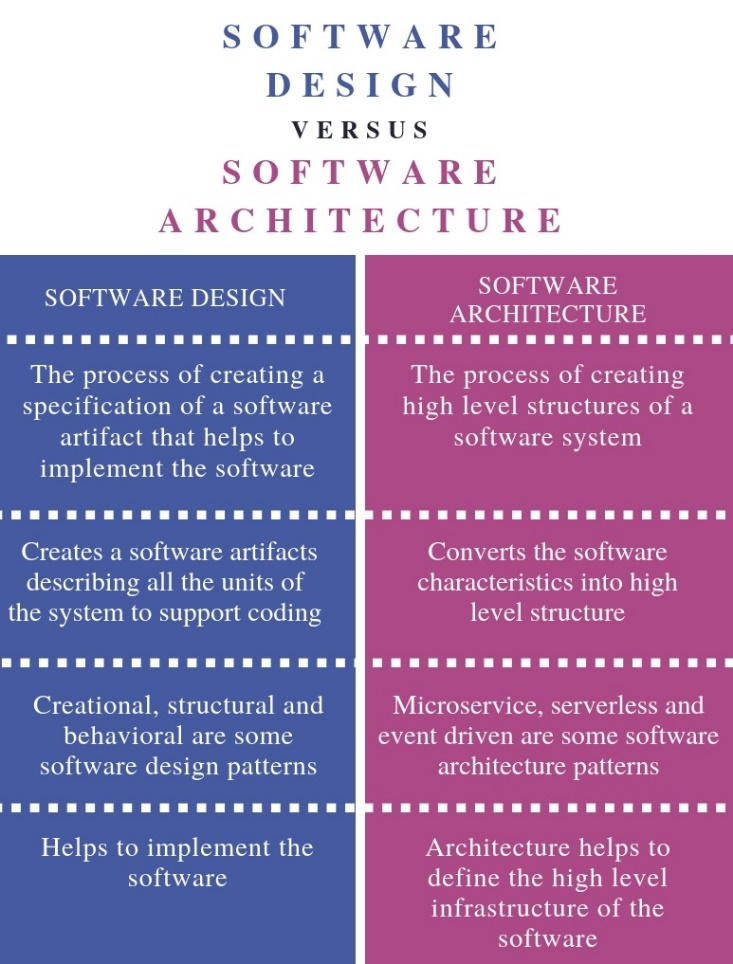 SOFTWARE
DESIGN
VERSUS
SOFTWARE
ARCHITECTURE
SOFTWARE DESIGN
SOFTWARE
ARCHITECTURE
The process of creating a
specification of a software
artifact that helps to
implement the software
The process of creating
high level structures of a
software system
Creates a software artifacts
describing all the units of
the system to support coding
Converts the software
characteristics into high
level structure
Creational, structural and
behavioral are some
software design patterns
Microservice, serverless and
event driven are some software
architecture patterns
Helps to implement the
software
Architecture helps to
define the high level
infrastructure of the
software